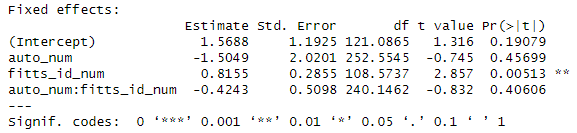 Fixed effects:
Estimate Std. Error df t value Pr(>|t|)
(Intercept) 1.5688 1.1925 121.0865 1.316 0.19079
auto_num -1.5049 2.0201 252.5545 -0.745 0.45699
fitts_id_num 0.8155 0.2855 108.5737 2.857 0.00513 **
auto_num:fitts_id_num -0.4243 0.5098 240.1462 -0.832 0.40606
---
Signif. codes: 0 ‘***’ 0.001 ‘**’ 0.01 ‘*’ 0.05 ‘.’ 0.1 ‘ ’ 1